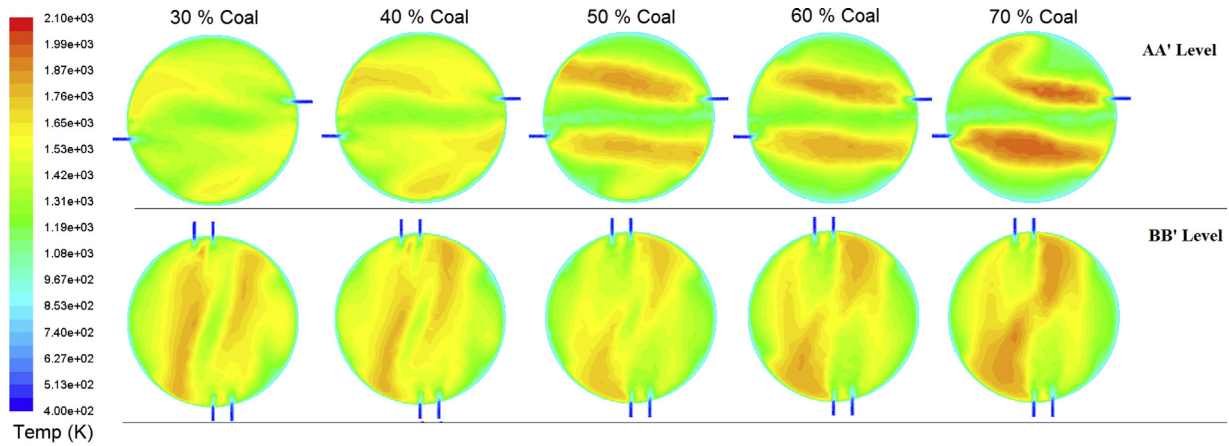 30 % Coal 40 % Coal 50 % Coal 60 % Coal 70 % Coal
AA' Level
BB' Level
2.10e+03
1.99e+03
1.87e+03
1.76e+03
1.65e+03
1.53e+03
1.42e+03
1.31e+03
1.19e+03
1.08e+03
9.67e+02
8.53e+02
7.40e+02
6.27e+02
5.13e+02
4.00e+02
Temp (K)